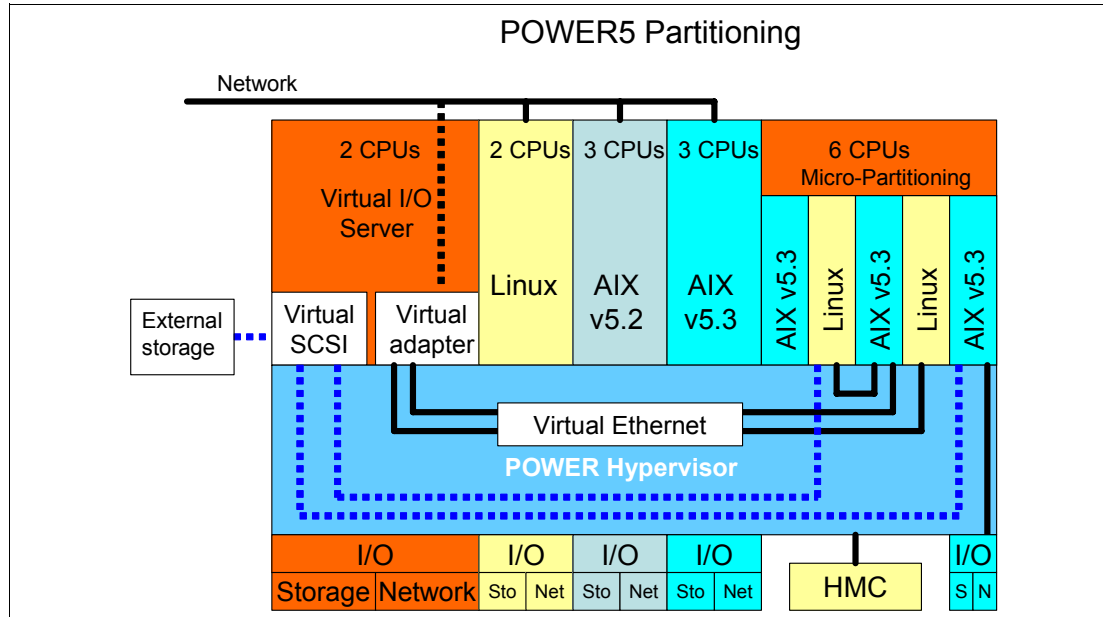 POWER5 Partitioning
Network
2 CPUs
2 CPUs
3 CPUs
3 CPUs
6 CPUs
Micro-Partitioning
Virtual I/O
Server
Linux
AIX
v5.2
AIX
v5.3
AIX v5.3
Linux
AIX v5.3
Linux
AIX v5.3
External
storage
Virtual
SCSI
Virtual
adapter
Virtual Ethernet
POWER Hypervisor
I/O
Storage
Network
I/O
Sto
Net
I/O
Sto
Net
I/O
Sto
Net
HMC
I/O
S
N